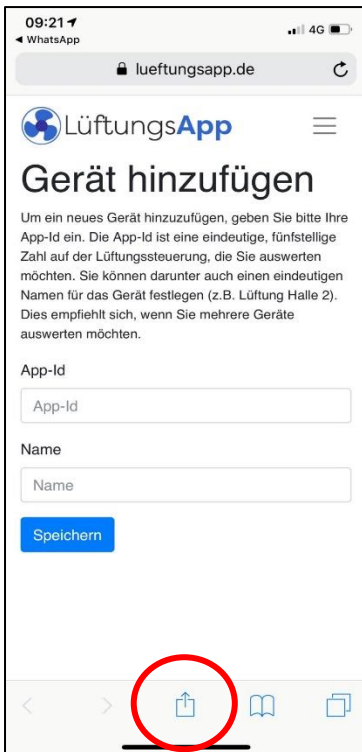 09:21
4G
◀ WhatsApp
lueftungsapp.de
LüftungsApp
Gerät hinzufügen
Um ein neues Gerät hinzuzufügen, geben Sie bitte Ihre
App-Id ein. Die App-Id ist eine eindeutige, fünfstellige
Zahl auf der Lüftungssteuerung, die Sie auswerten
möchten. Sie können darunter auch einen eindeutigen
Namen für das Gerät festlegen (z.B. Lüftung Halle 2).
Dies empfiehlt sich, wenn Sie mehrere Geräte
auswerten möchten.
App-Id
App-Id
Name
Name
Speichern